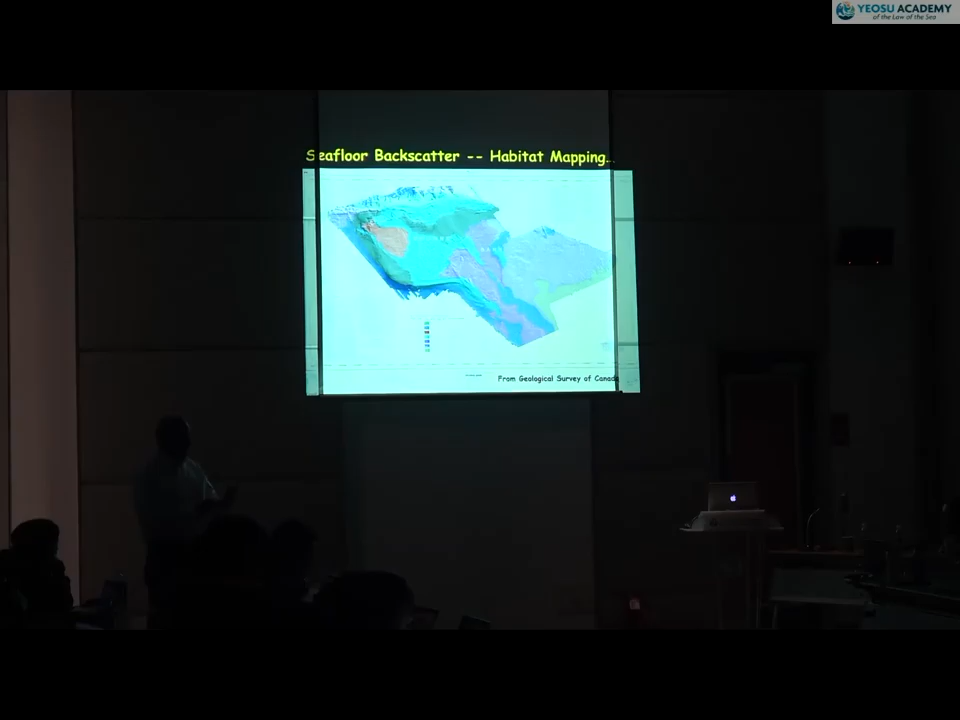 YEOSU ACADEMY
of the Law of the Sea
Seafloor Backscatter -- Habitat Mapping...
From Geological Survey of Canada